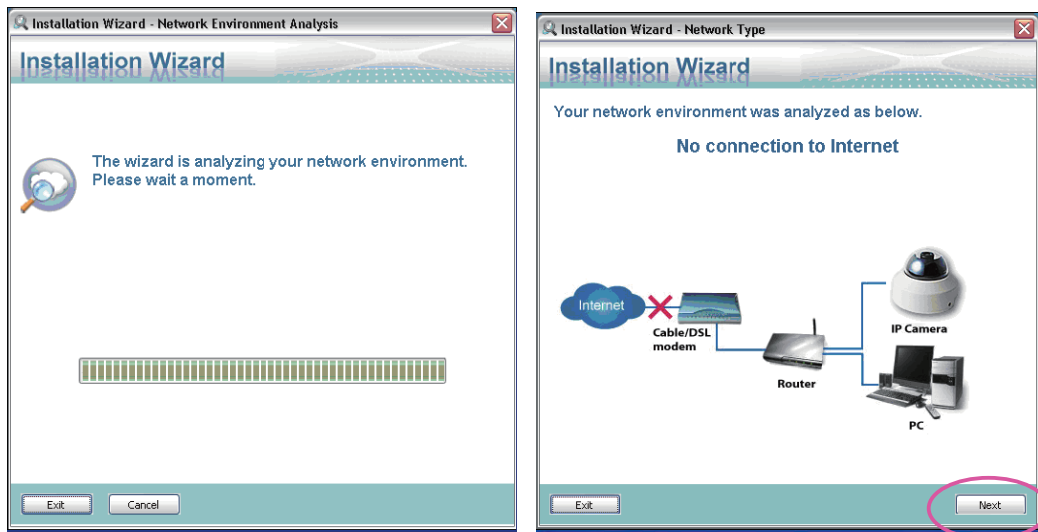 Installation Wizard - Network Environment Analysis
Installation Wizard
The wizard is analyzing your network environment.
Please wait a moment.
Exit
Cancel
Installation Wizard - Network Type
Installation Wizard
Your network environment was analyzed as below.
No connection to Internet
Internet
Cable/DSL
modem
Router
IP Camera
PC
Exit
Next